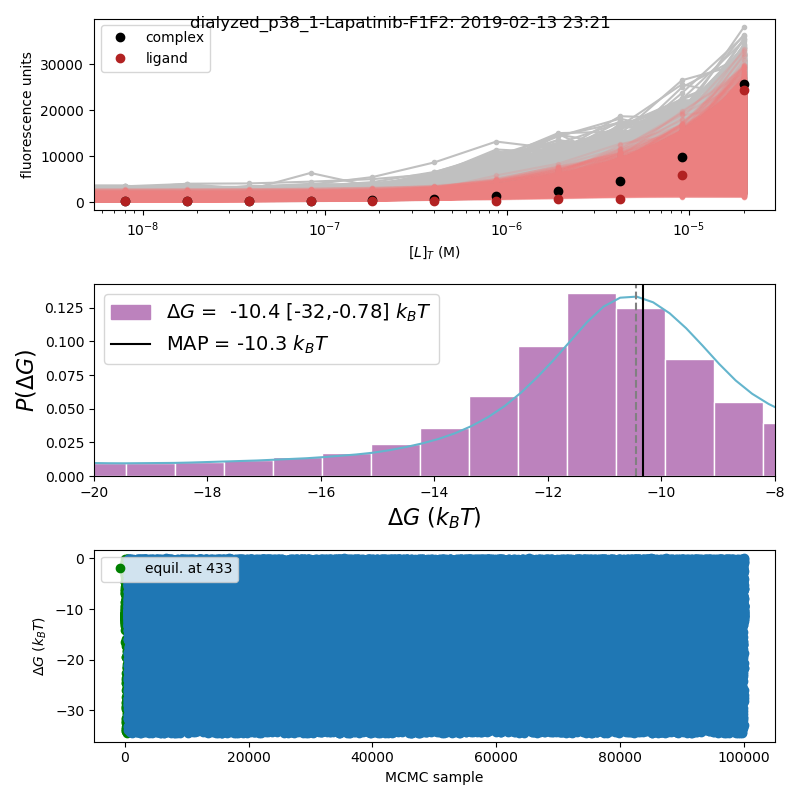 dialyzed_p38_1-Lapatinib-F1F2: 2019-02-13 23:21
complex
ligand
fluorescence units
30000
20000
10000
0
10⁻⁸ 10⁻⁷ 10⁻⁶ 10⁻⁵
[L]_T (M)
ΔG = -10.4 [-32,-0.78] k_BT
MAP = -10.3 k_BT
P(ΔG)
0.125
0.100
0.075
0.050
0.025
0.000
−20 −18 −16 −14 −12 −10 −8
ΔG (k_BT)
equil. at 433
ΔG (k_BT)
0
−10
−20
−30
0 20000 40000 60000 80000 100000
MCMC sample